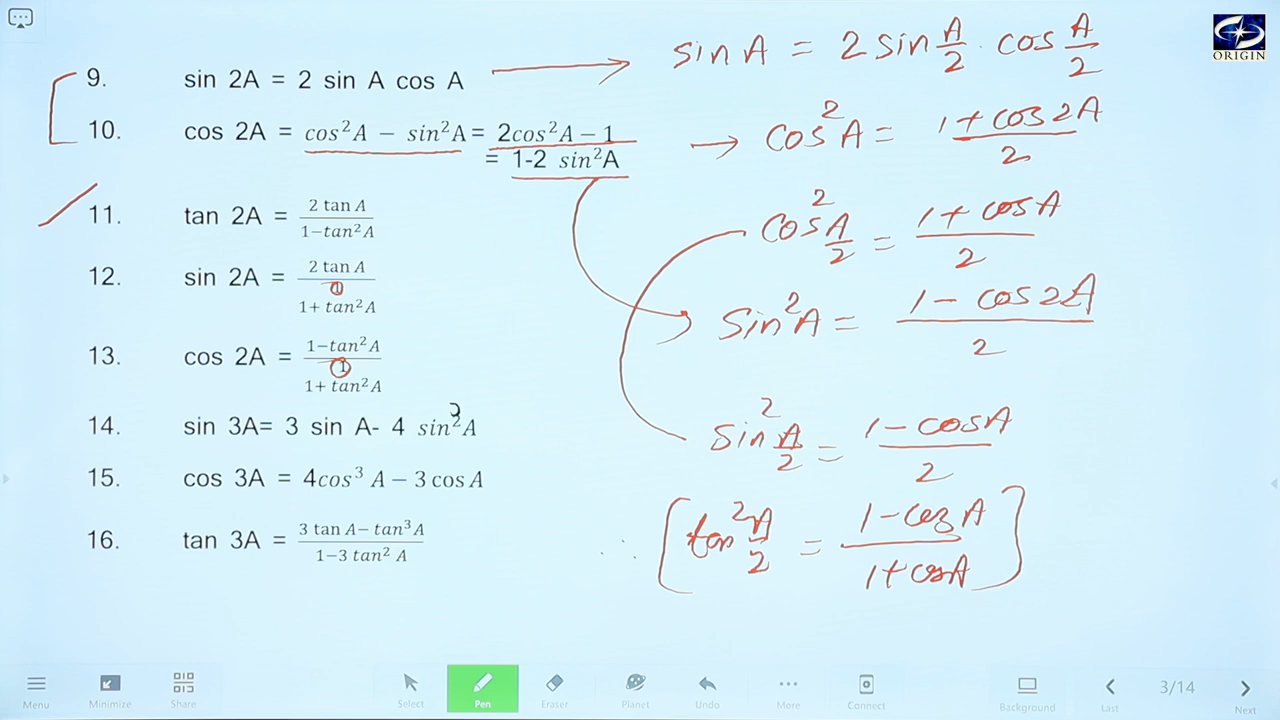 ORIGIN
9. sin 2A = 2 sin A cos A → sin A = 2 sin A/2 . cos A/2
10. cos 2A = cos²A − sin²A = 2cos²A − 1 → cos²A = (1 + cos2A)/2
= 1-2 sin²A
cos² A/2 = (1 + cosA)/2
11. tan 2A = (2 tan A)/(1−tan²A)
12. sin 2A = (2 tan A)/(1+ tan²A)
1
sin²A = (1 − cos2A)/2
13. cos 2A = (1−tan²A)/(1+ tan²A)
1
14. sin 3A= 3 sin A- 4 sin³A
sin² A/2 = (1 − cosA)/2
15. cos 3A = 4cos³ A − 3 cos A
16. tan 3A = (3 tan A− tan³A)/(1−3 tan² A)
∴ [tan² A/2 = (1 − cosA)/(1 + cosA)]
Menu Minimize Share Select Pen Eraser Planet Undo More Connect Background Last 3/14 Next